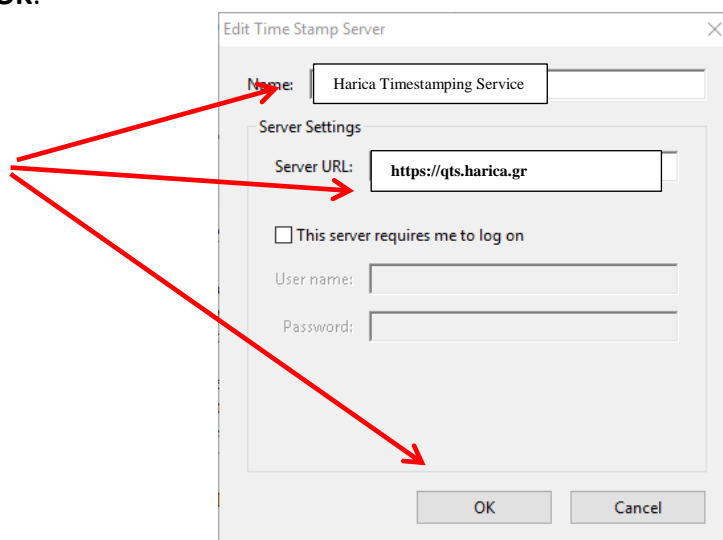 OK.
Edit Time Stamp Server
Name: Harica Timestamping Service
Server Settings
Server URL: https://qts.harica.gr
This server requires me to log on
User name:
Password:
OK Cancel